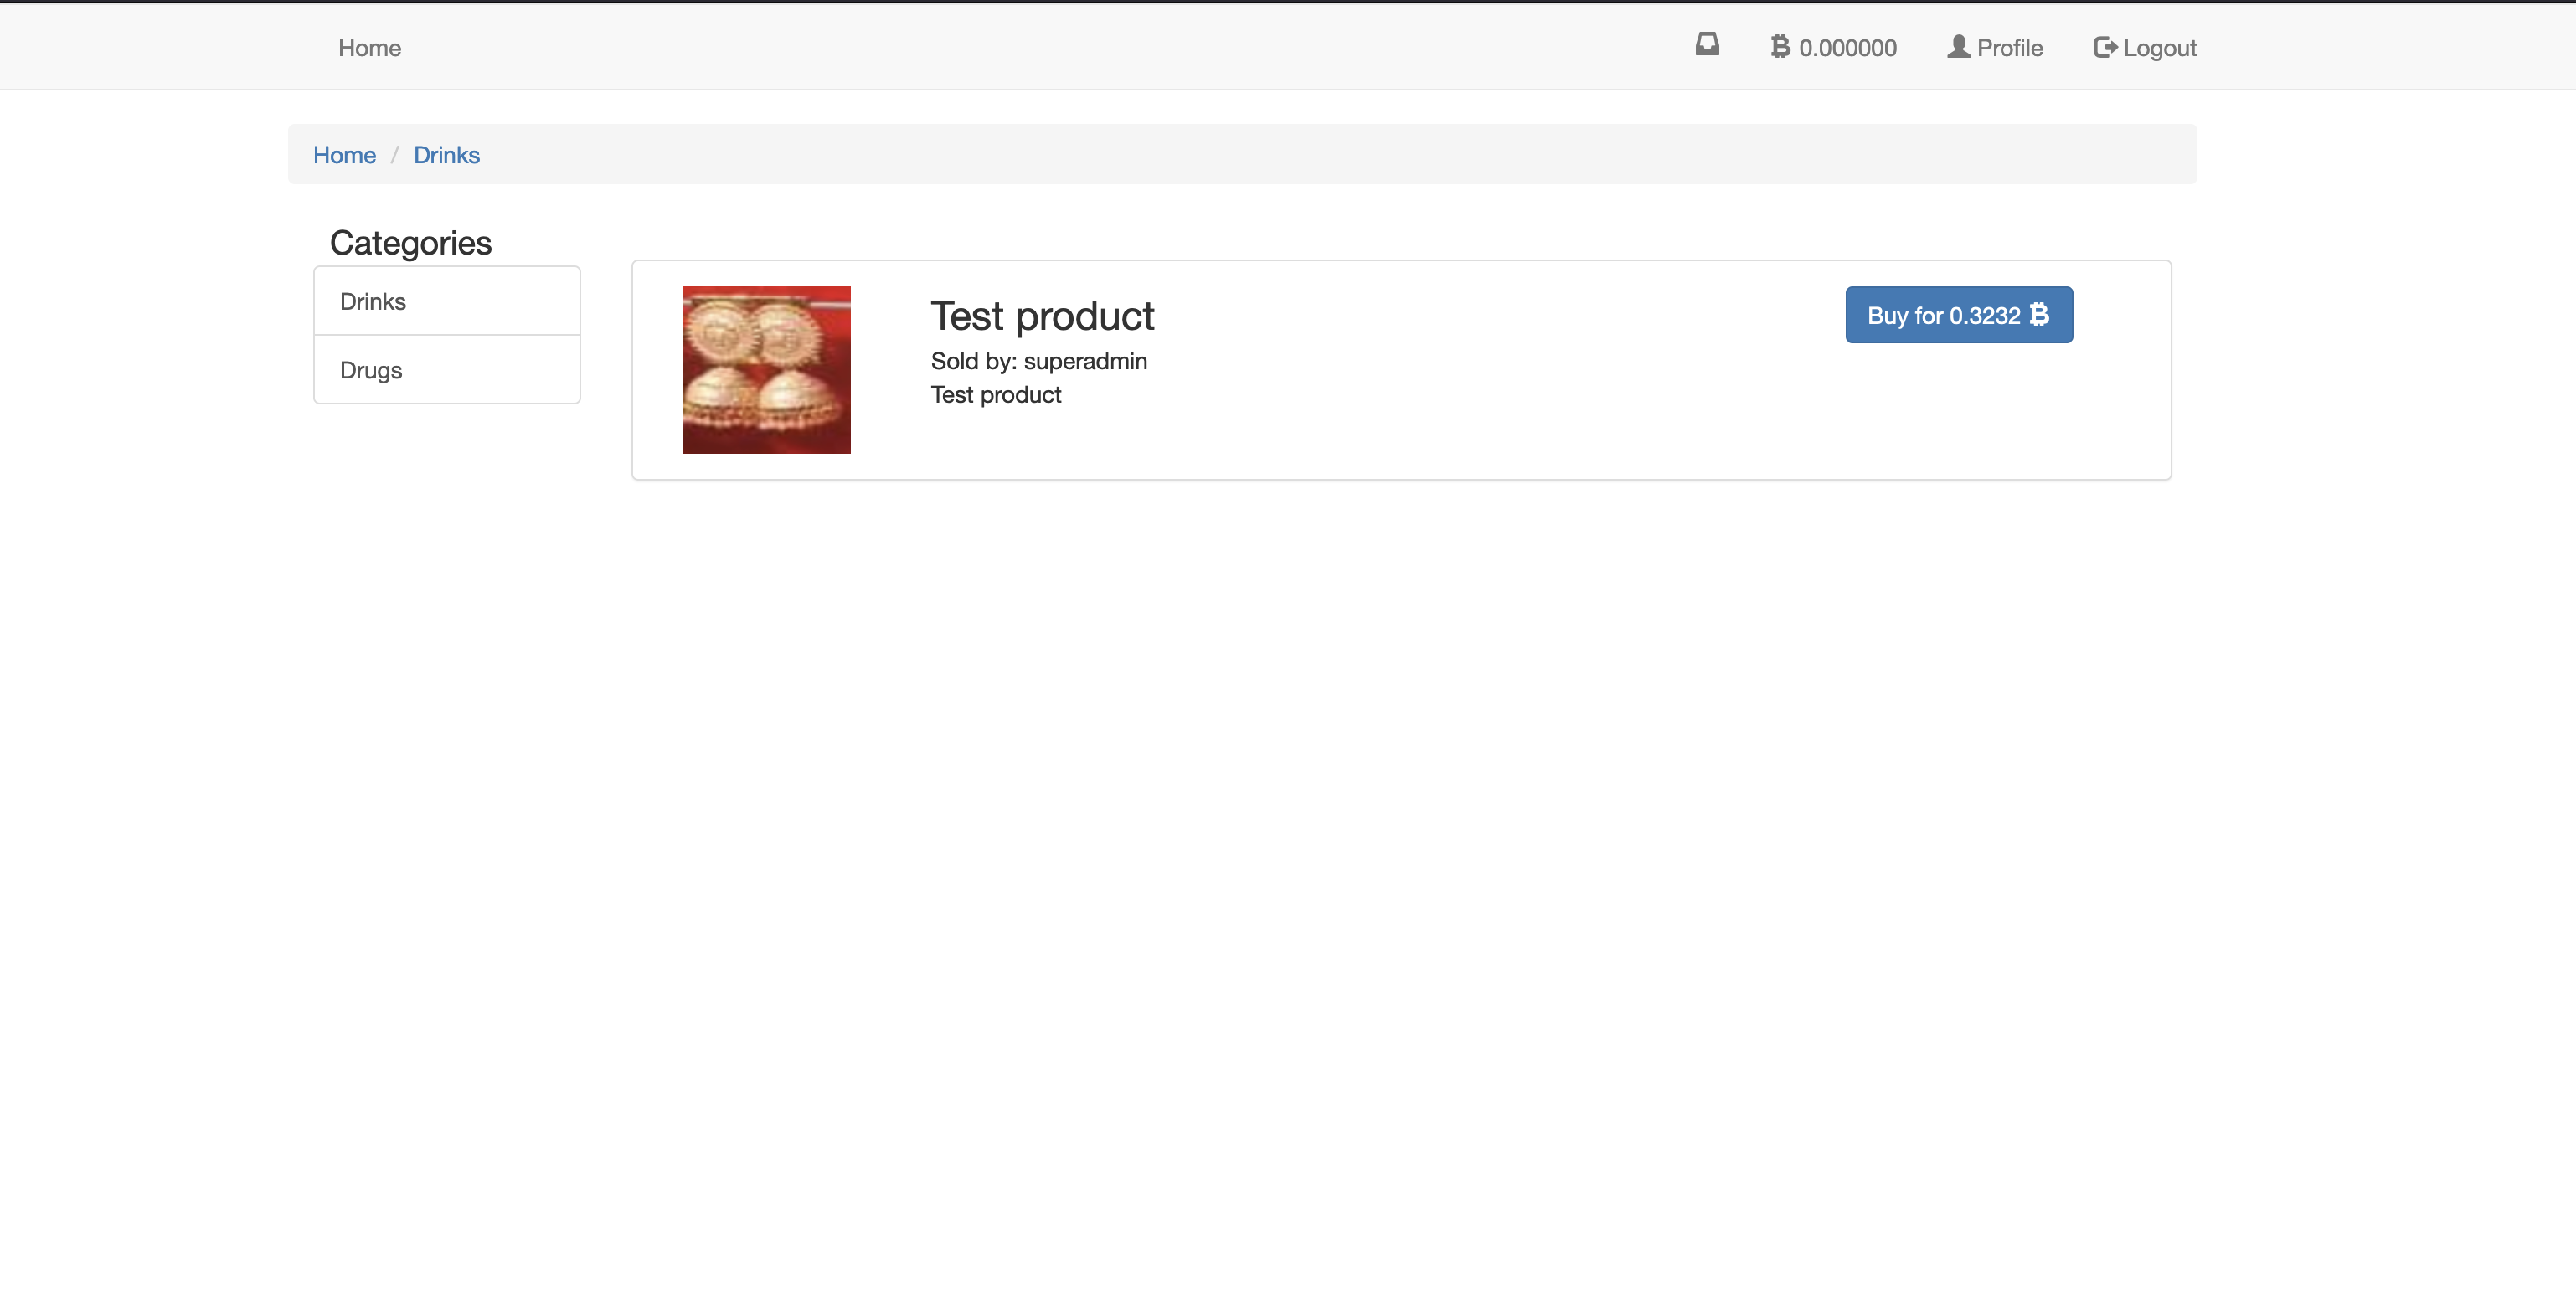 Home
₿ 0.000000
Profile
Logout
Home / Drinks
Categories
Drinks
Drugs
Test product
Sold by: superadmin
Test product
Buy for 0.3232 ₿